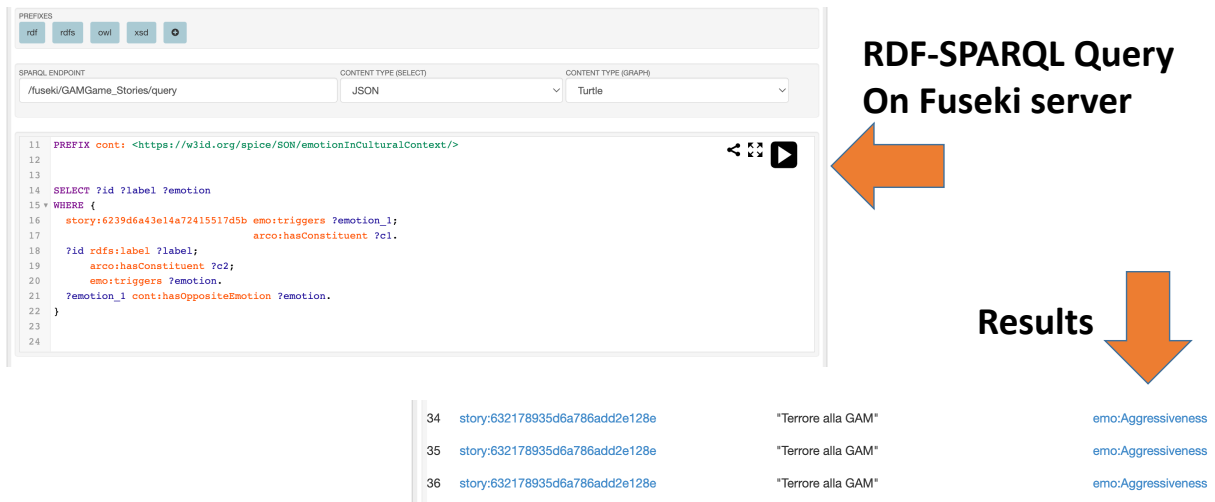 PREFIXES
rdf rdfs owl xsd
SPARQL ENDPOINT CONTENT TYPE (SELECT) CONTENT TYPE (GRAPH)
/fuseki/GAMGame_Stories/query JSON Turtle
RDF-SPARQL Query
On Fuseki server
11 PREFIX cont: <https://w3id.org/spice/SON/emotionInCulturalContext/>
12
13
14 SELECT ?id ?label ?emotion
15 WHERE {
16 story:6239d6a43e14a72415517d5b emo:triggers ?emotion_1;
17 arco:hasConstituent ?c1.
18 ?id rdfs:label ?label;
19 arco:hasConstituent ?c2;
20 emo:triggers ?emotion.
21 ?emotion_1 cont:hasOppositeEmotion ?emotion.
22 }
23
24
Results
34 story:632178935d6a786add2e128e "Terrore alla GAM" emo:Aggressiveness
35 story:632178935d6a786add2e128e "Terrore alla GAM" emo:Aggressiveness
36 story:632178935d6a786add2e128e "Terrore alla GAM" emo:Aggressiveness